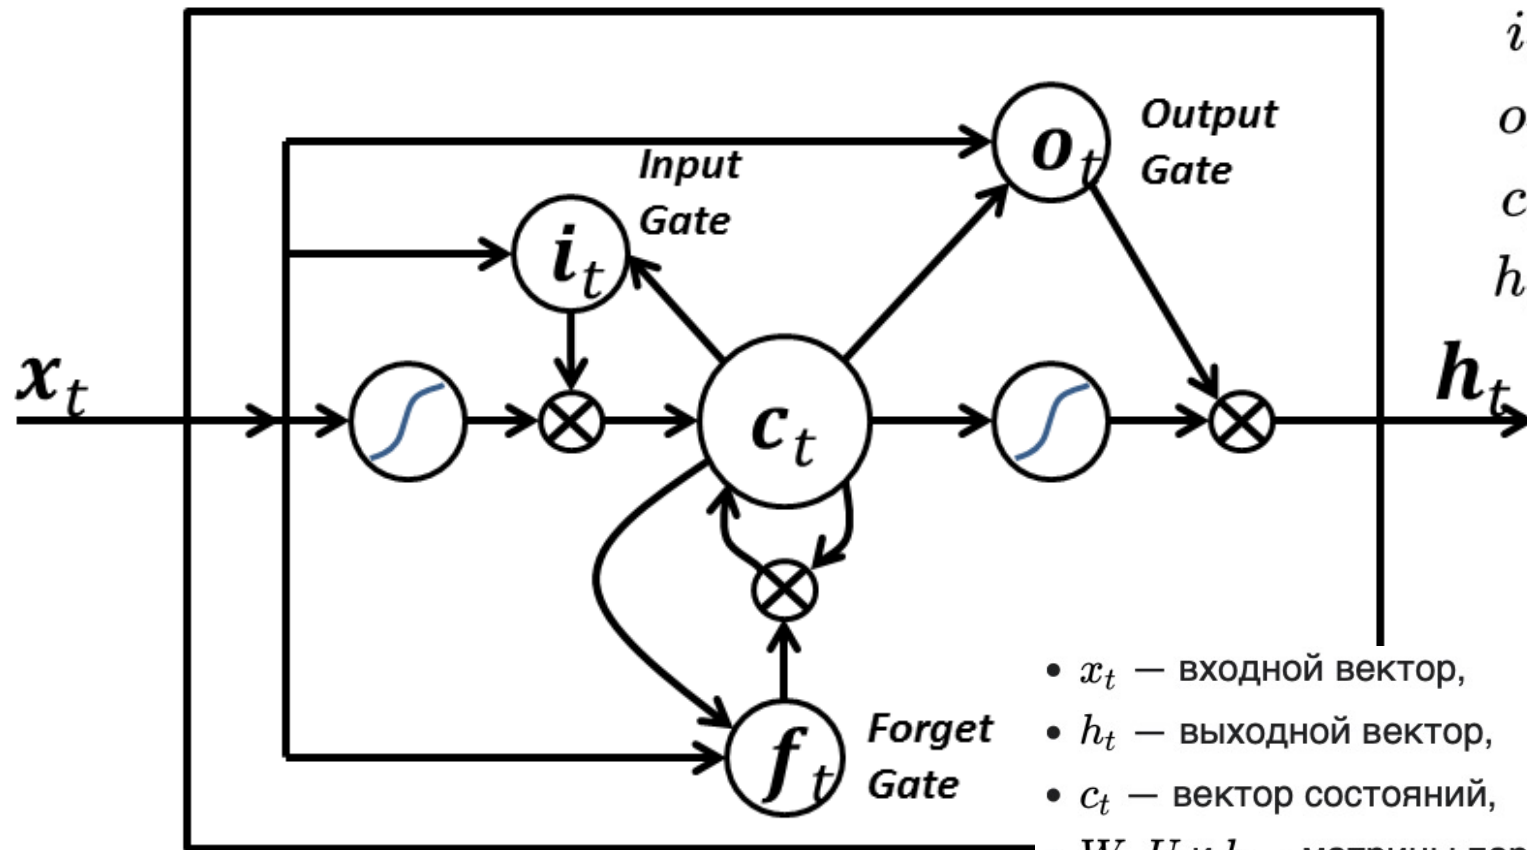 i
o
c
h
Output
Gate
o_t
Input
Gate
i_t
x_t
c_t
h_t
f_t
Forget
Gate
• x_t — входной вектор,
• h_t — выходной вектор,
• c_t — вектор состояний,